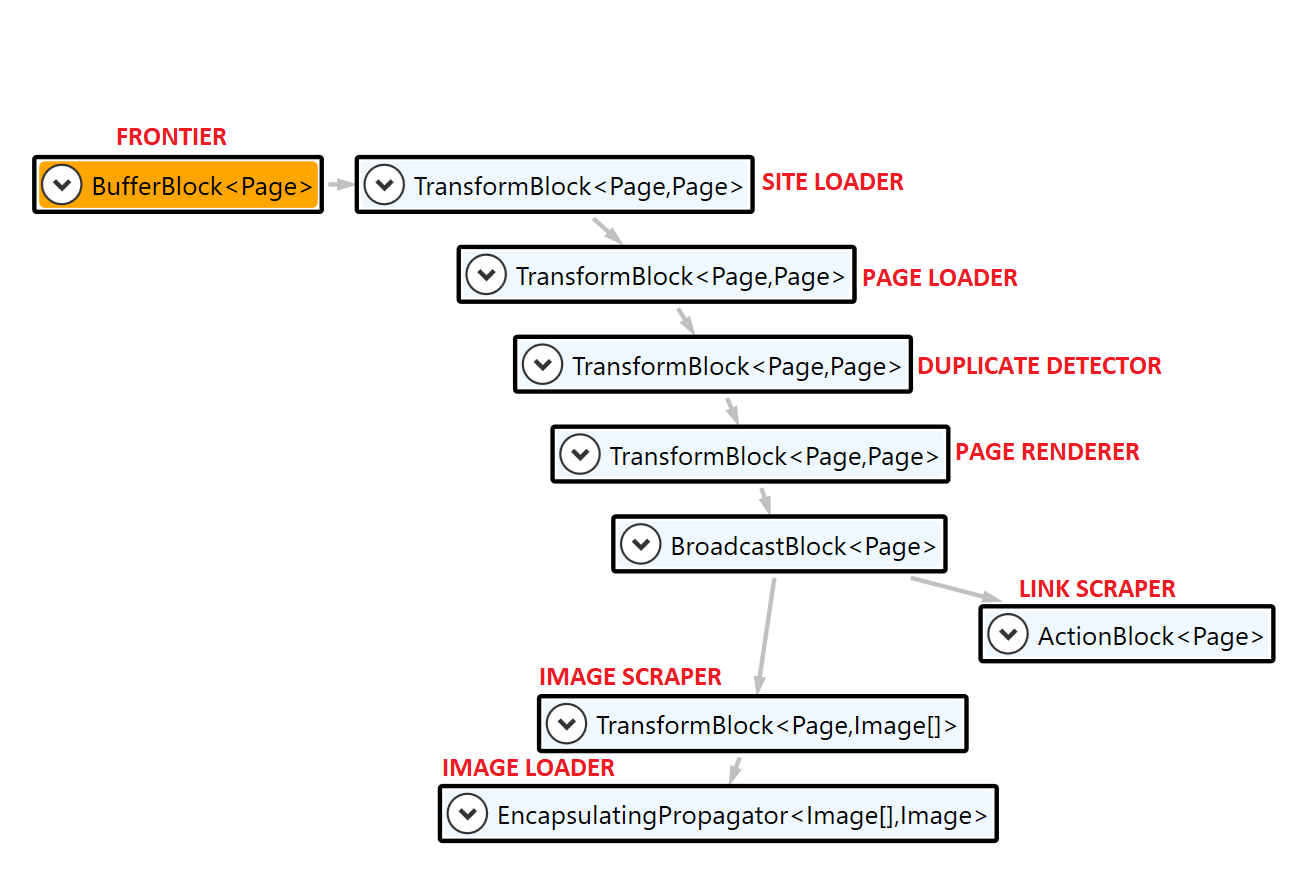 FRONTIER
BufferBlock<Page>
TransformBlock<Page,Page>
SITE LOADER
TransformBlock<Page,Page>
PAGE LOADER
TransformBlock<Page,Page>
DUPLICATE DETECTOR
TransformBlock<Page,Page>
PAGE RENDERER
BroadcastBlock<Page>
LINK SCRAPER
ActionBlock<Page>
IMAGE SCRAPER
TransformBlock<Page,Image[]>
IMAGE LOADER
EncapsulatingPropagator<Image[],Image>